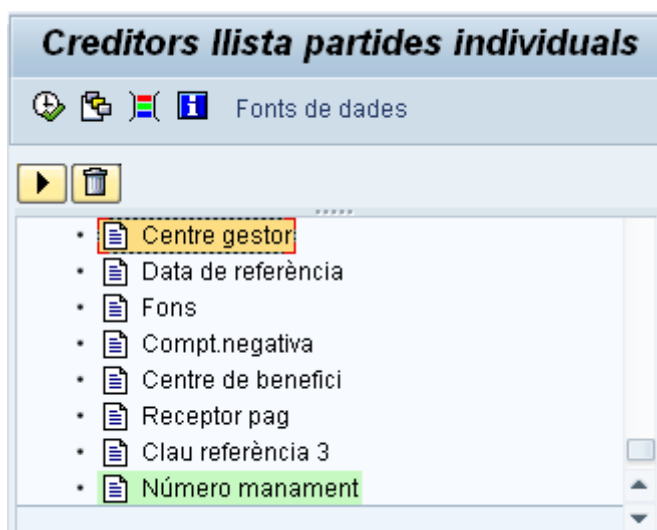 Creditors llista partides individuals
Fonts de dades
Centre gestor
Data de referència
Fons
Compt.negativa
Centre de benefici
Receptor pag
Clau referència 3
Número manament